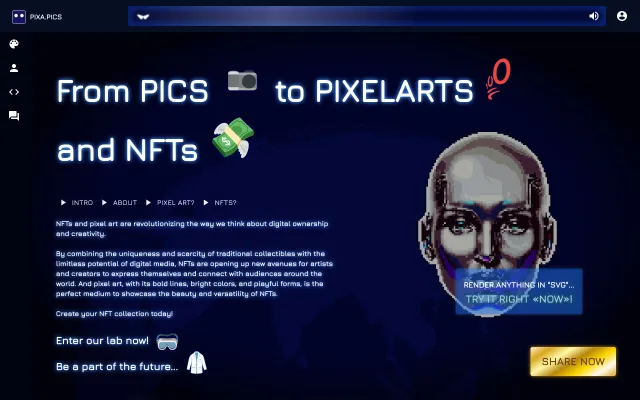 PIXA.PICS
From PICS to PIXELARTS
and NFTs
INTRO ABOUT PIXEL ART? NFTS?
NFTs and pixel art are revolutionizing the way we think about digital ownership
and creativity.
By combining the uniqueness and scarcity of traditional collectibles with the
limitless potential of digital media, NFTs are opening up new avenues for artists
and creators to express themselves and connect with audiences around the
world. And pixel art, with its bold lines, bright colors, and playful forms, is the
perfect medium to showcase the beauty and versatility of NFTs.
Create your NFT collection today!
Enter our lab now!
Be a part of the future...
RENDER ANYTHING IN "SVG"...
TRY IT RIGHT «NOW»!
SHARE NOW